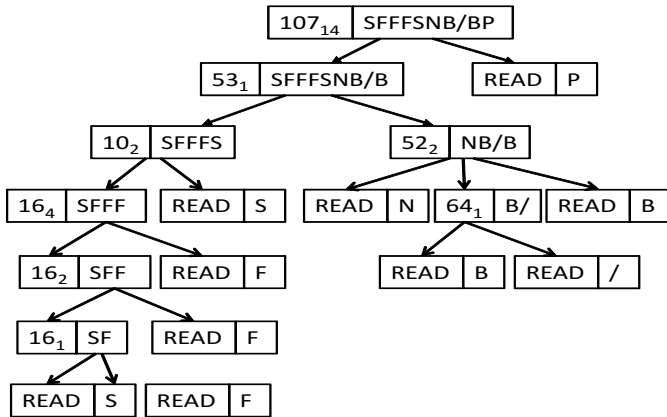 107₁₄ SFFFSNB/BP
53₁ SFFFSNB/B READ P
10₂ SFFFS 52₂ NB/B
16₄ SFFF READ S READ N 64₁ B/ READ B
16₂ SFF READ F READ B READ /
16₁ SF READ F
READ S READ F